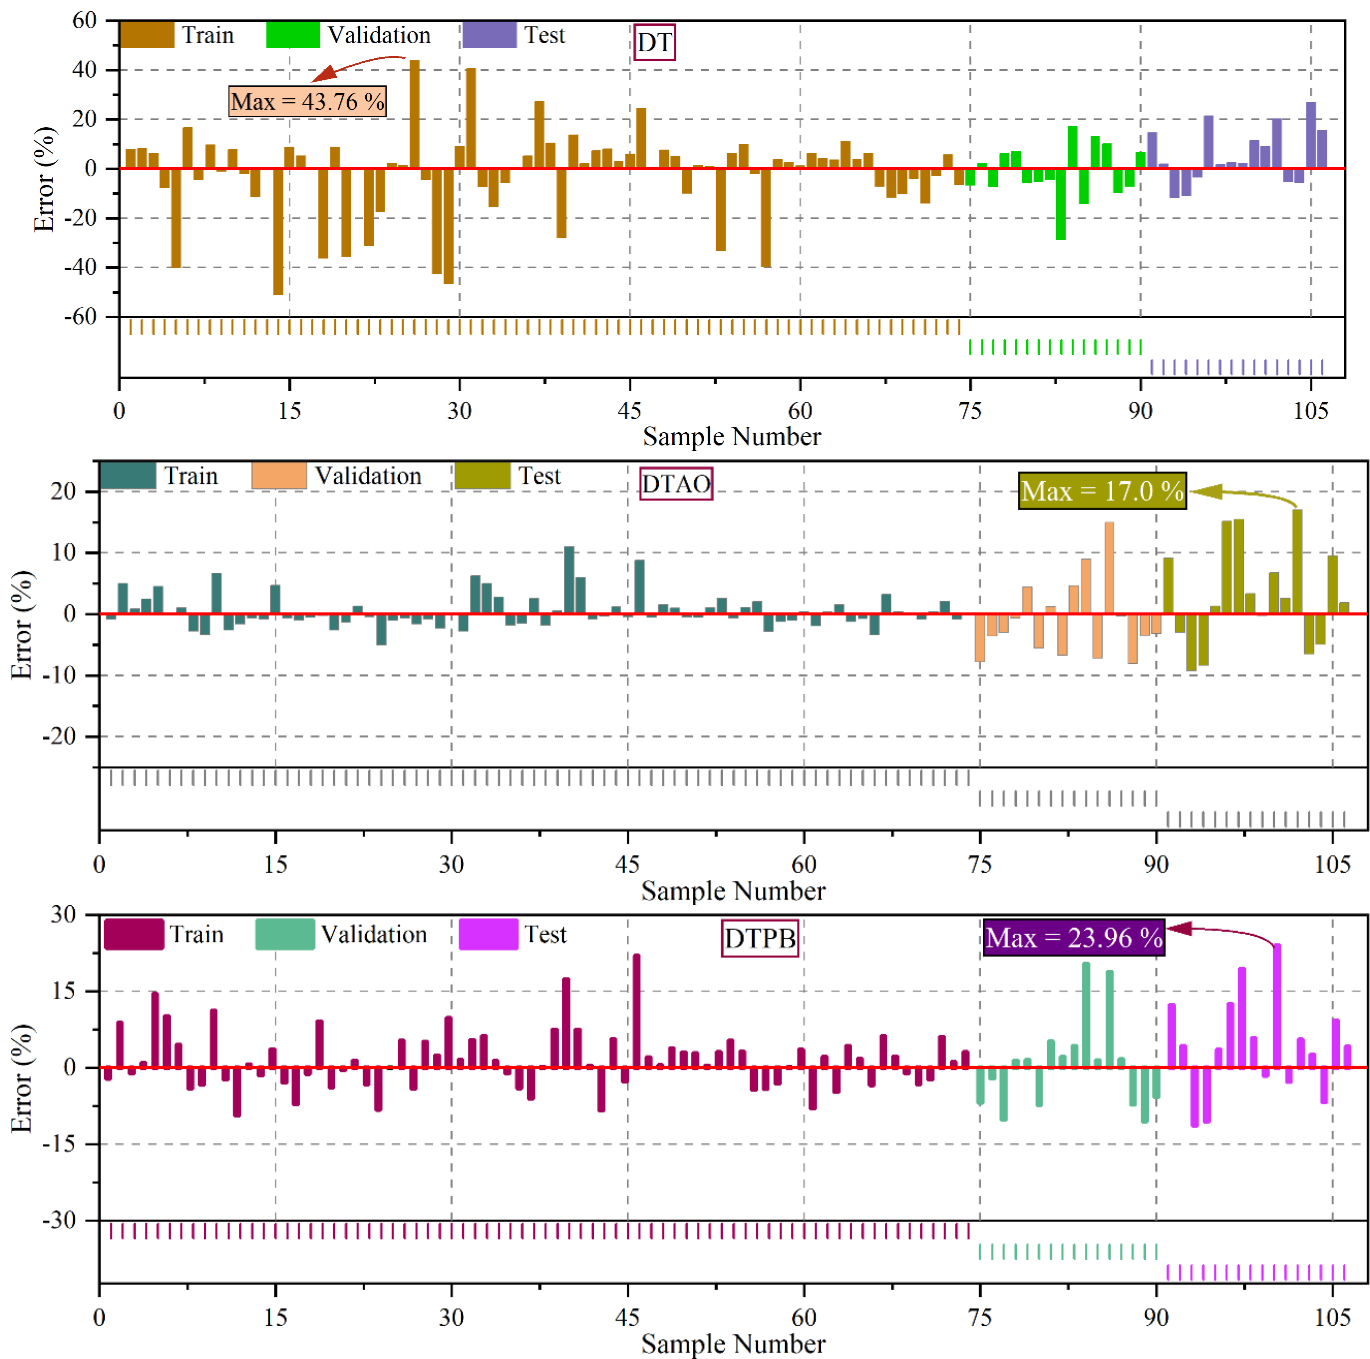 Train Validation Test DT
Max = 43.76 %
60
40
20
0
-20
-40
-60
Error (%)
0 15 30 45 60 75 90 105
Sample Number
Train Validation Test DTAO
Max = 17.0 %
20
10
0
-10
-20
Error (%)
0 15 30 45 60 75 90 105
Sample Number
Train Validation Test DTPB
Max = 23.96 %
30
15
0
-15
-30
Error (%)
0 15 30 45 60 75 90 105
Sample Number